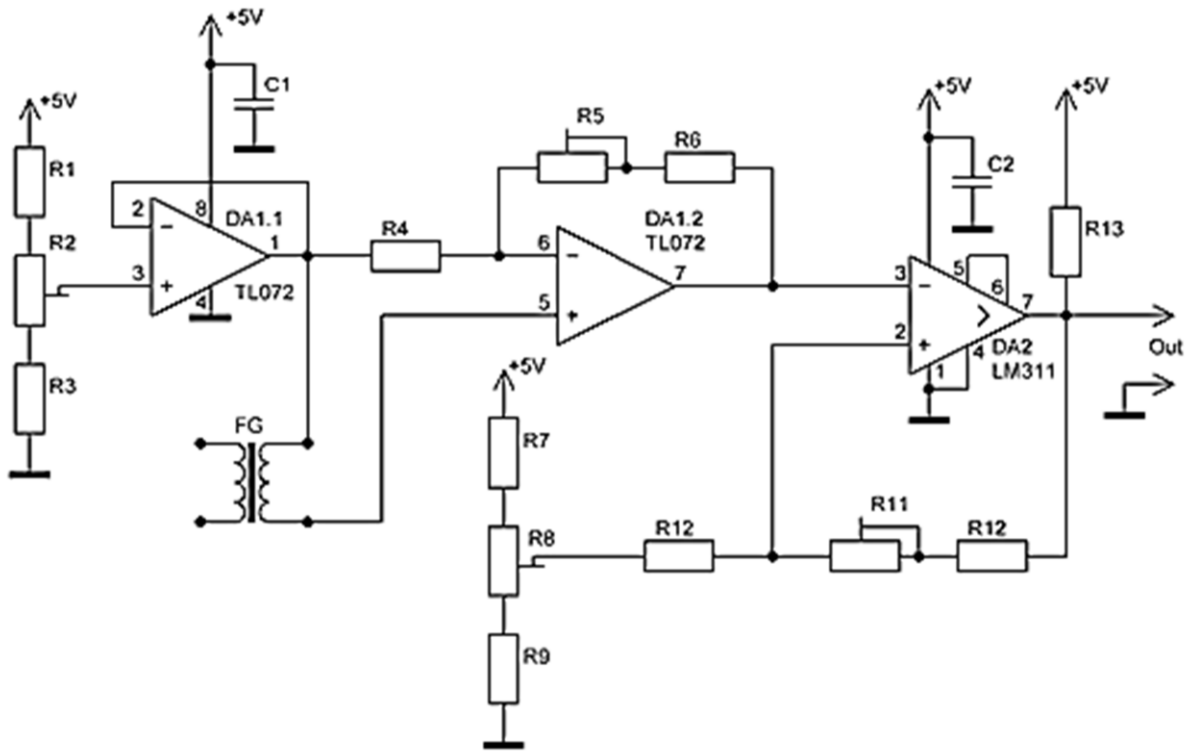 +5V
C1
+5V
R1
R2
R3
2
8
DA1.1
1
3
4
TL072
FG
R4
R5
R6
6
5
DA1.2
TL072
7
+5V
R7
R8
R9
R12
R11
R12
+5V
C2
+5V
R13
3
2
5
6
7
1
4
DA2
LM311
Out